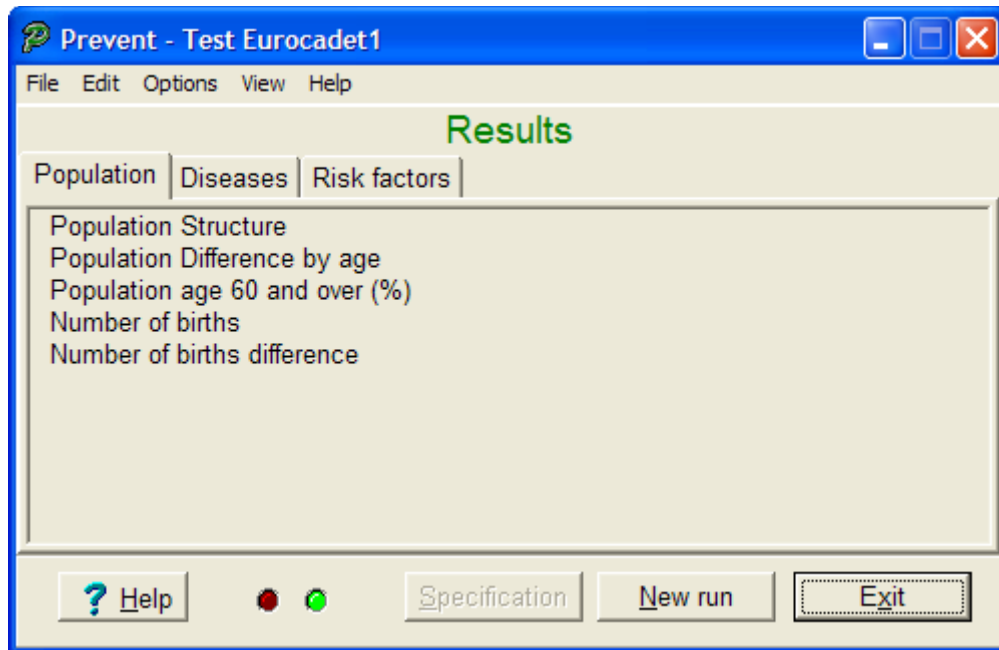 Prevent - Test Eurocadet1
File Edit Options View Help
Results
Population Diseases Risk factors
Population Structure
Population Difference by age
Population age 60 and over (%)
Number of births
Number of births difference
? Help Specification New run Exit